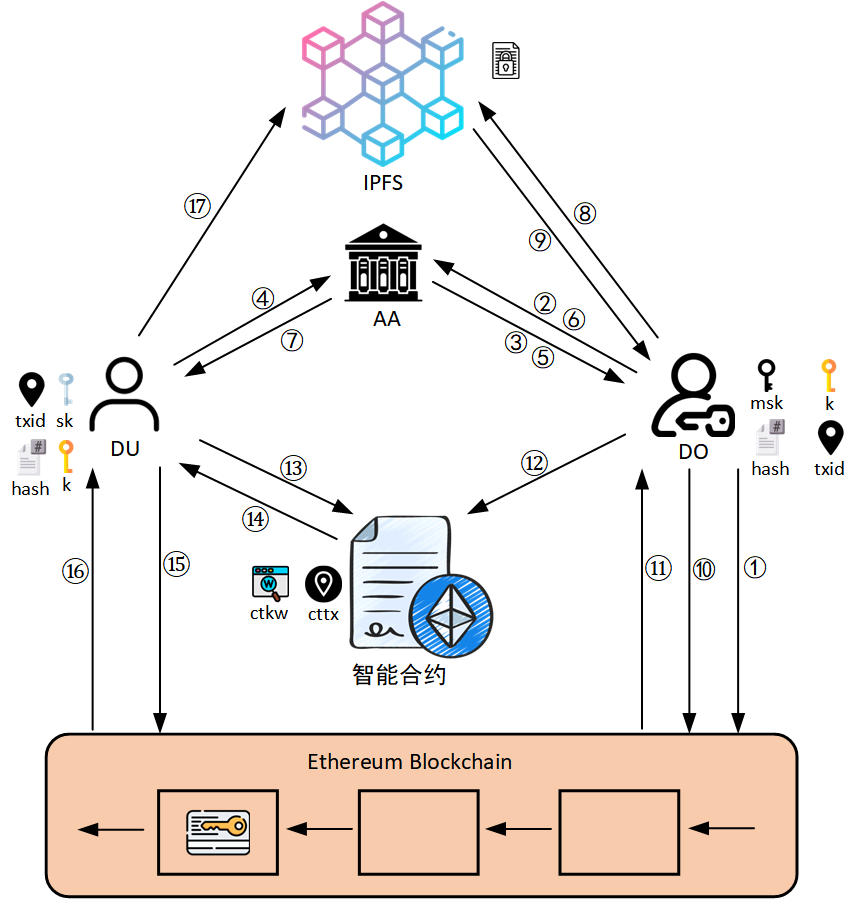 IPFS
⑰
⑧
⑨
AA
④
⑦
②
⑥
③
⑤
txid
sk
hash
k
DU
msk
k
hash
txid
DO
⑬
⑭
⑫
ctkw
cttx
智能合约
⑯
⑮
⑪
⑩
①
Ethereum Blockchain